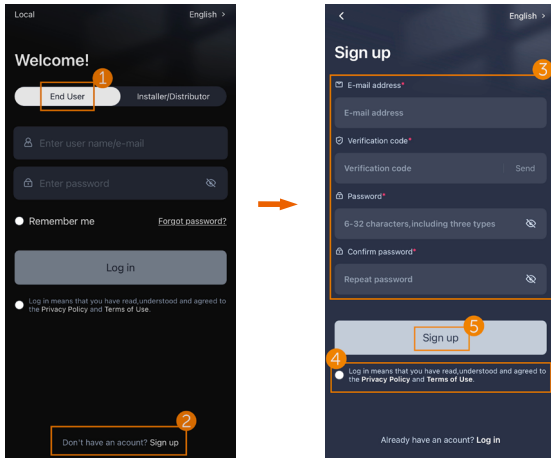 Local
English >
Welcome!
1
End User
Installer/Distributor
Enter user name/e-mail
Enter password
Remember me
Forgot password?
Log in
Log in means that you have read,understood and agreed to
the Privacy Policy and Terms of Use.
2
Don't have an acount? Sign up
<
English >
Sign up
3
E-mail address*
E-mail address
Verification code*
Verification code
Send
Password*
6-32 characters,including three types
Confirm password*
Repeat password
5
Sign up
4
Log in means that you have read,understood and agreed to
the Privacy Policy and Terms of Use.
Already have an acount? Log in